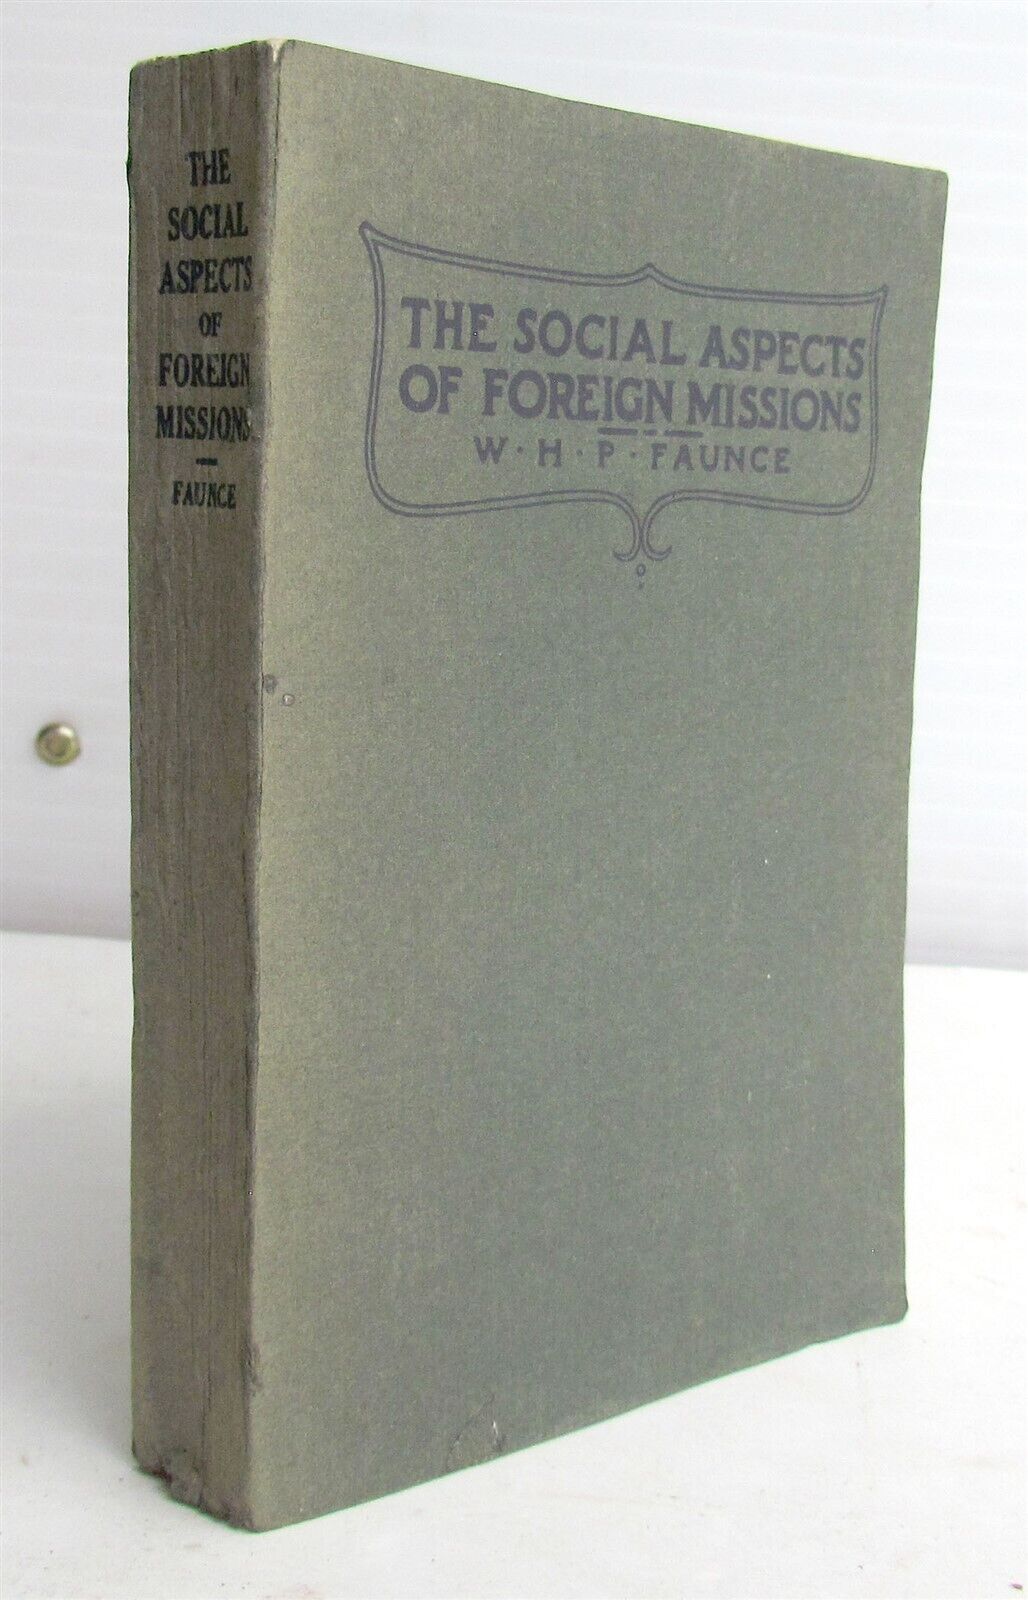 THE
SOCIAL
ASPECTS
OF
FOREIGN
MISSIONS
FAUNCE
THE SOCIAL ASPECTS
OF FOREIGN MISSIONS
W · H · P · FAUNCE